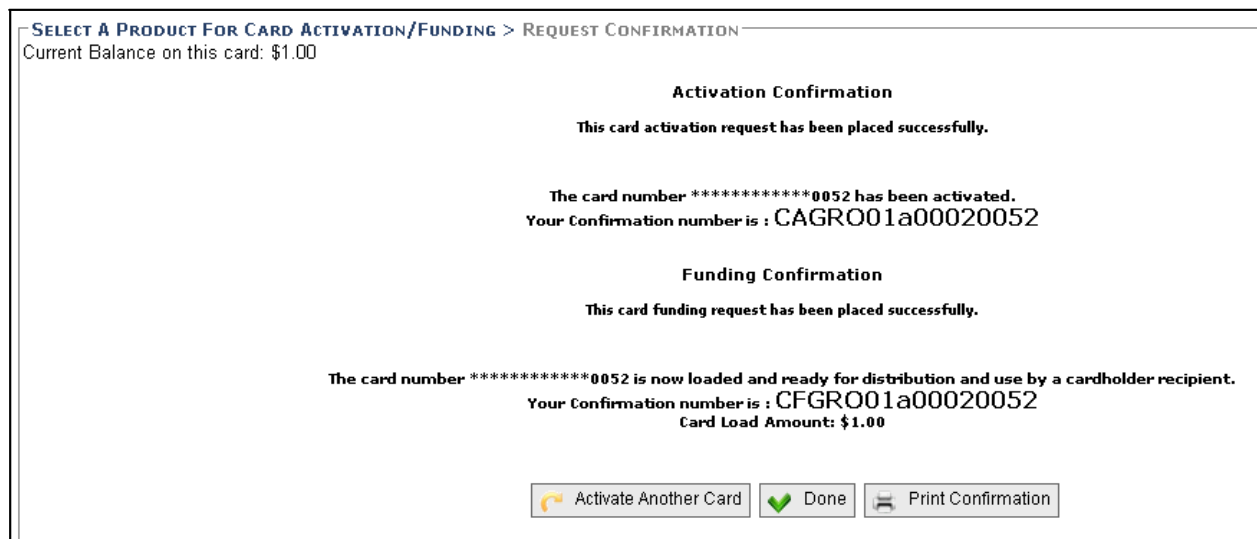 SELECT A PRODUCT FOR CARD ACTIVATION/FUNDING > REQUEST CONFIRMATION
Current Balance on this card: $1.00
Activation Confirmation
This card activation request has been placed successfully.
The card number ************0052 has been activated.
Your Confirmation number is : CAGRO01a00020052
Funding Confirmation
This card funding request has been placed successfully.
The card number ************0052 is now loaded and ready for distribution and use by a cardholder recipient.
Your Confirmation number is : CFGRO01a00020052
Card Load Amount: $1.00
Activate Another Card Done Print Confirmation